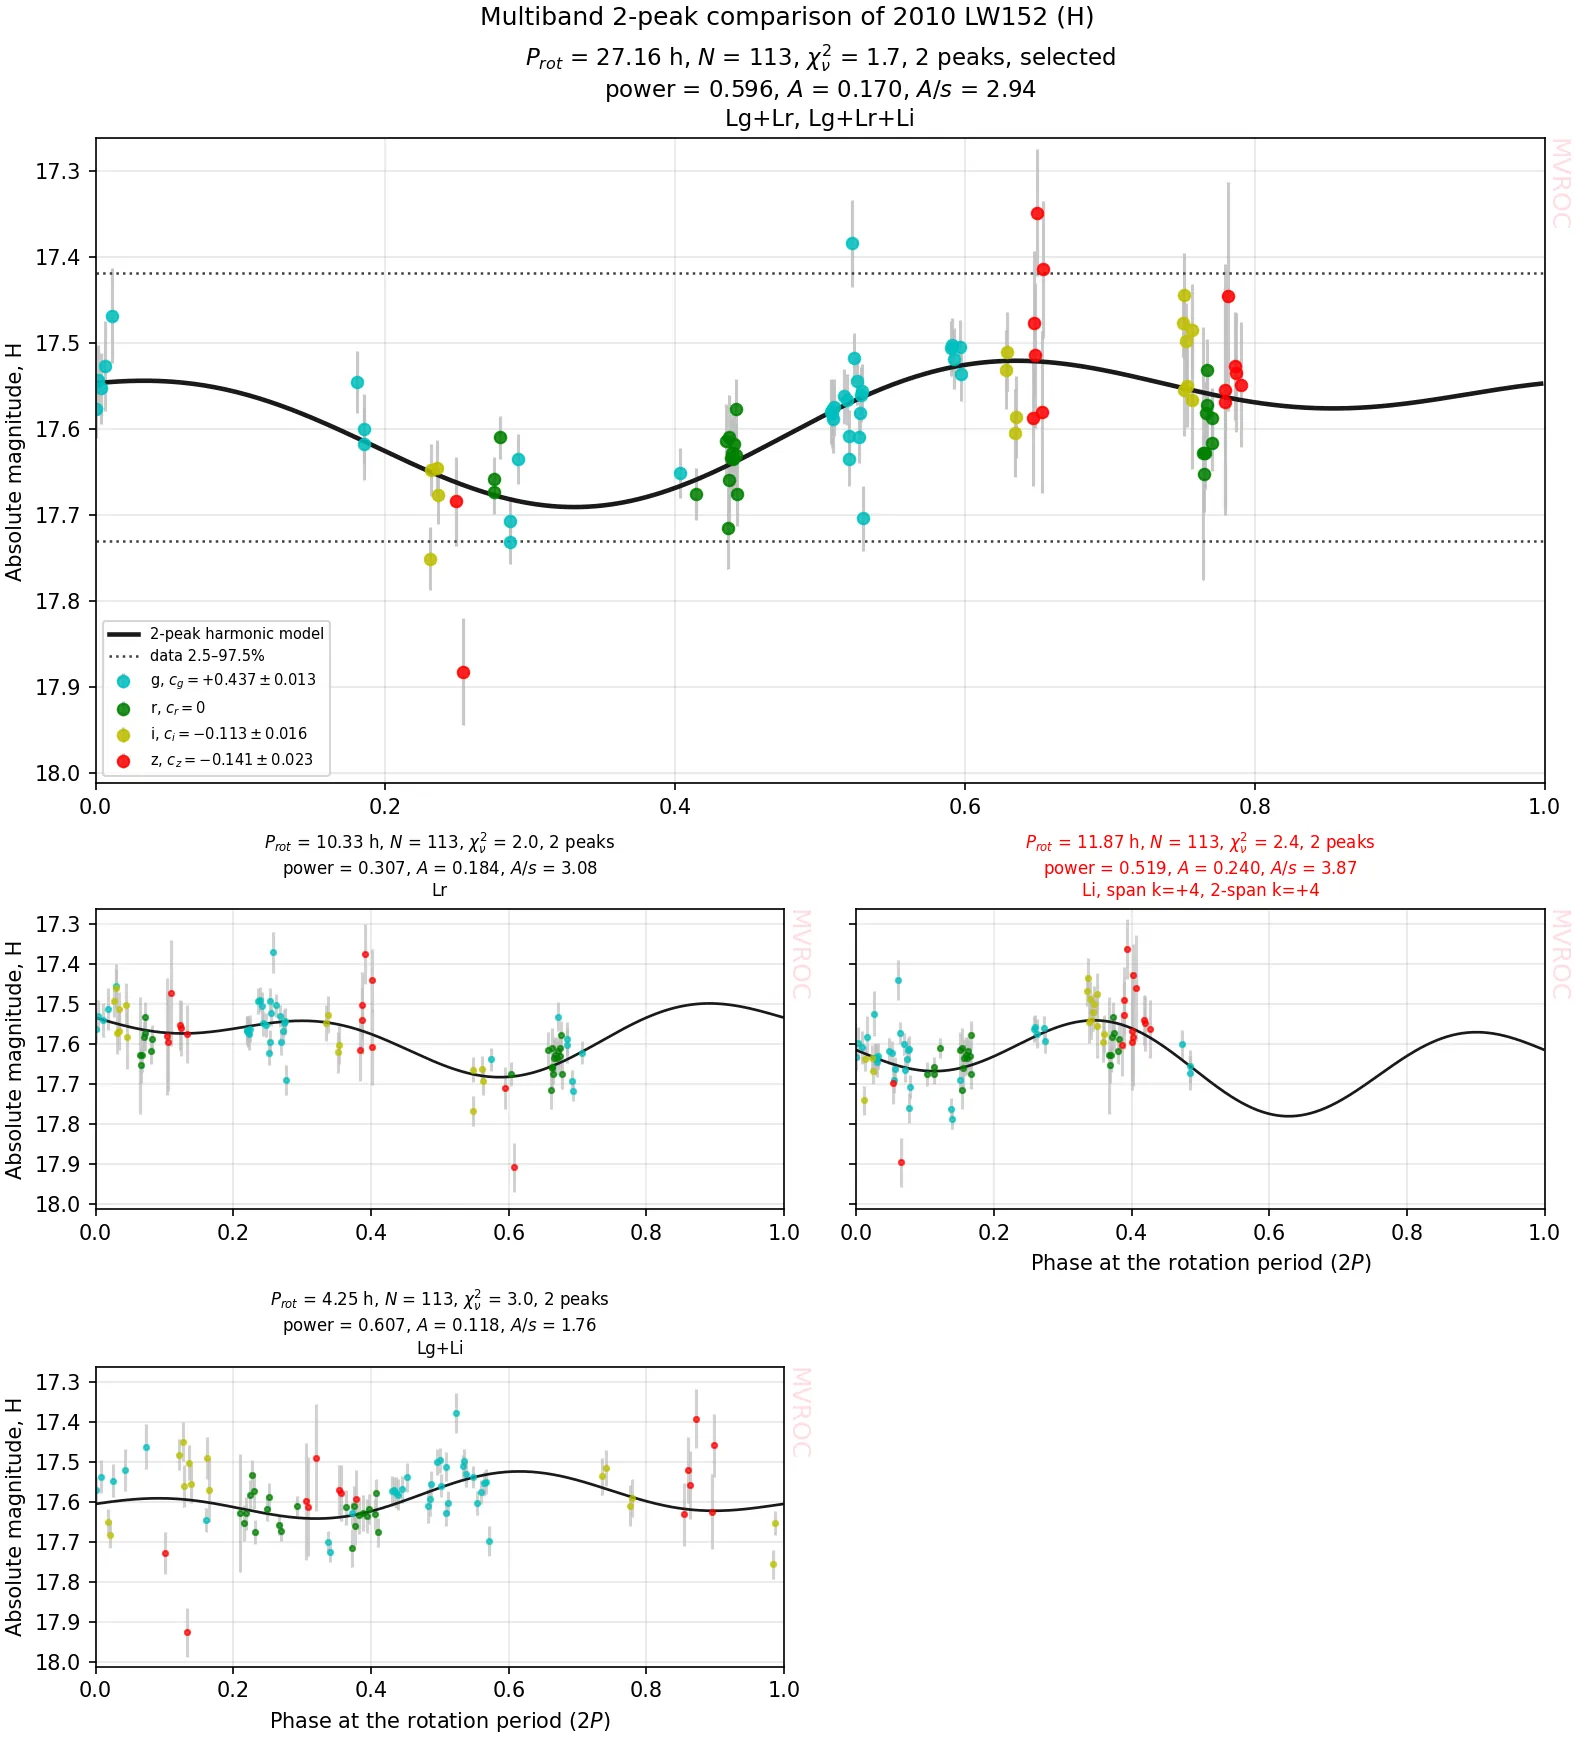 Multiband 2-peak comparison of 2010 LW152 (H)
P_rot = 27.16 h, N = 113, χ²_ν = 1.7, 2 peaks, selected
power = 0.596, A = 0.170, A/s = 2.94
Lg+Lr, Lg+Lr+Li
MVROC
Absolute magnitude, H
17.3
17.4
17.5
17.6
17.7
17.8
17.9
18.0
2-peak harmonic model
data 2.5–97.5%
g, c_g = +0.437 ± 0.013
r, c_r = 0
i, c_i = −0.113 ± 0.016
z, c_z = −0.141 ± 0.023
0.0 0.2 0.4 0.6 0.8 1.0
P_rot = 10.33 h, N = 113, χ²_ν = 2.0, 2 peaks
power = 0.307, A = 0.184, A/s = 3.08
Lr
MVROC
Absolute magnitude, H
17.3
17.4
17.5
17.6
17.7
17.8
17.9
18.0
0.0 0.2 0.4 0.6 0.8 1.0
P_rot = 11.87 h, N = 113, χ²_ν = 2.4, 2 peaks
power = 0.519, A = 0.240, A/s = 3.87
Li, span k=+4, 2-span k=+4
MVROC
0.0 0.2 0.4 0.6 0.8 1.0
Phase at the rotation period (2P)
P_rot = 4.25 h, N = 113, χ²_ν = 3.0, 2 peaks
power = 0.607, A = 0.118, A/s = 1.76
Lg+Li
MVROC
Absolute magnitude, H
17.3
17.4
17.5
17.6
17.7
17.8
17.9
18.0
0.0 0.2 0.4 0.6 0.8 1.0
Phase at the rotation period (2P)